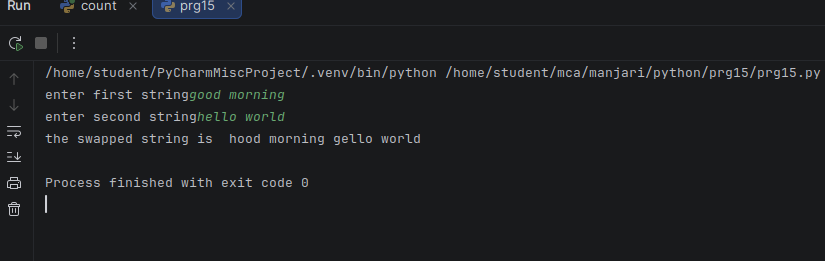 Run count × prg15 ×
/home/student/PyCharmMiscProject/.venv/bin/python /home/student/mca/manjari/python/prg15/prg15.py
enter first stringgood morning
enter second stringhello world
the swapped string is  hood morning gello world
Process finished with exit code 0